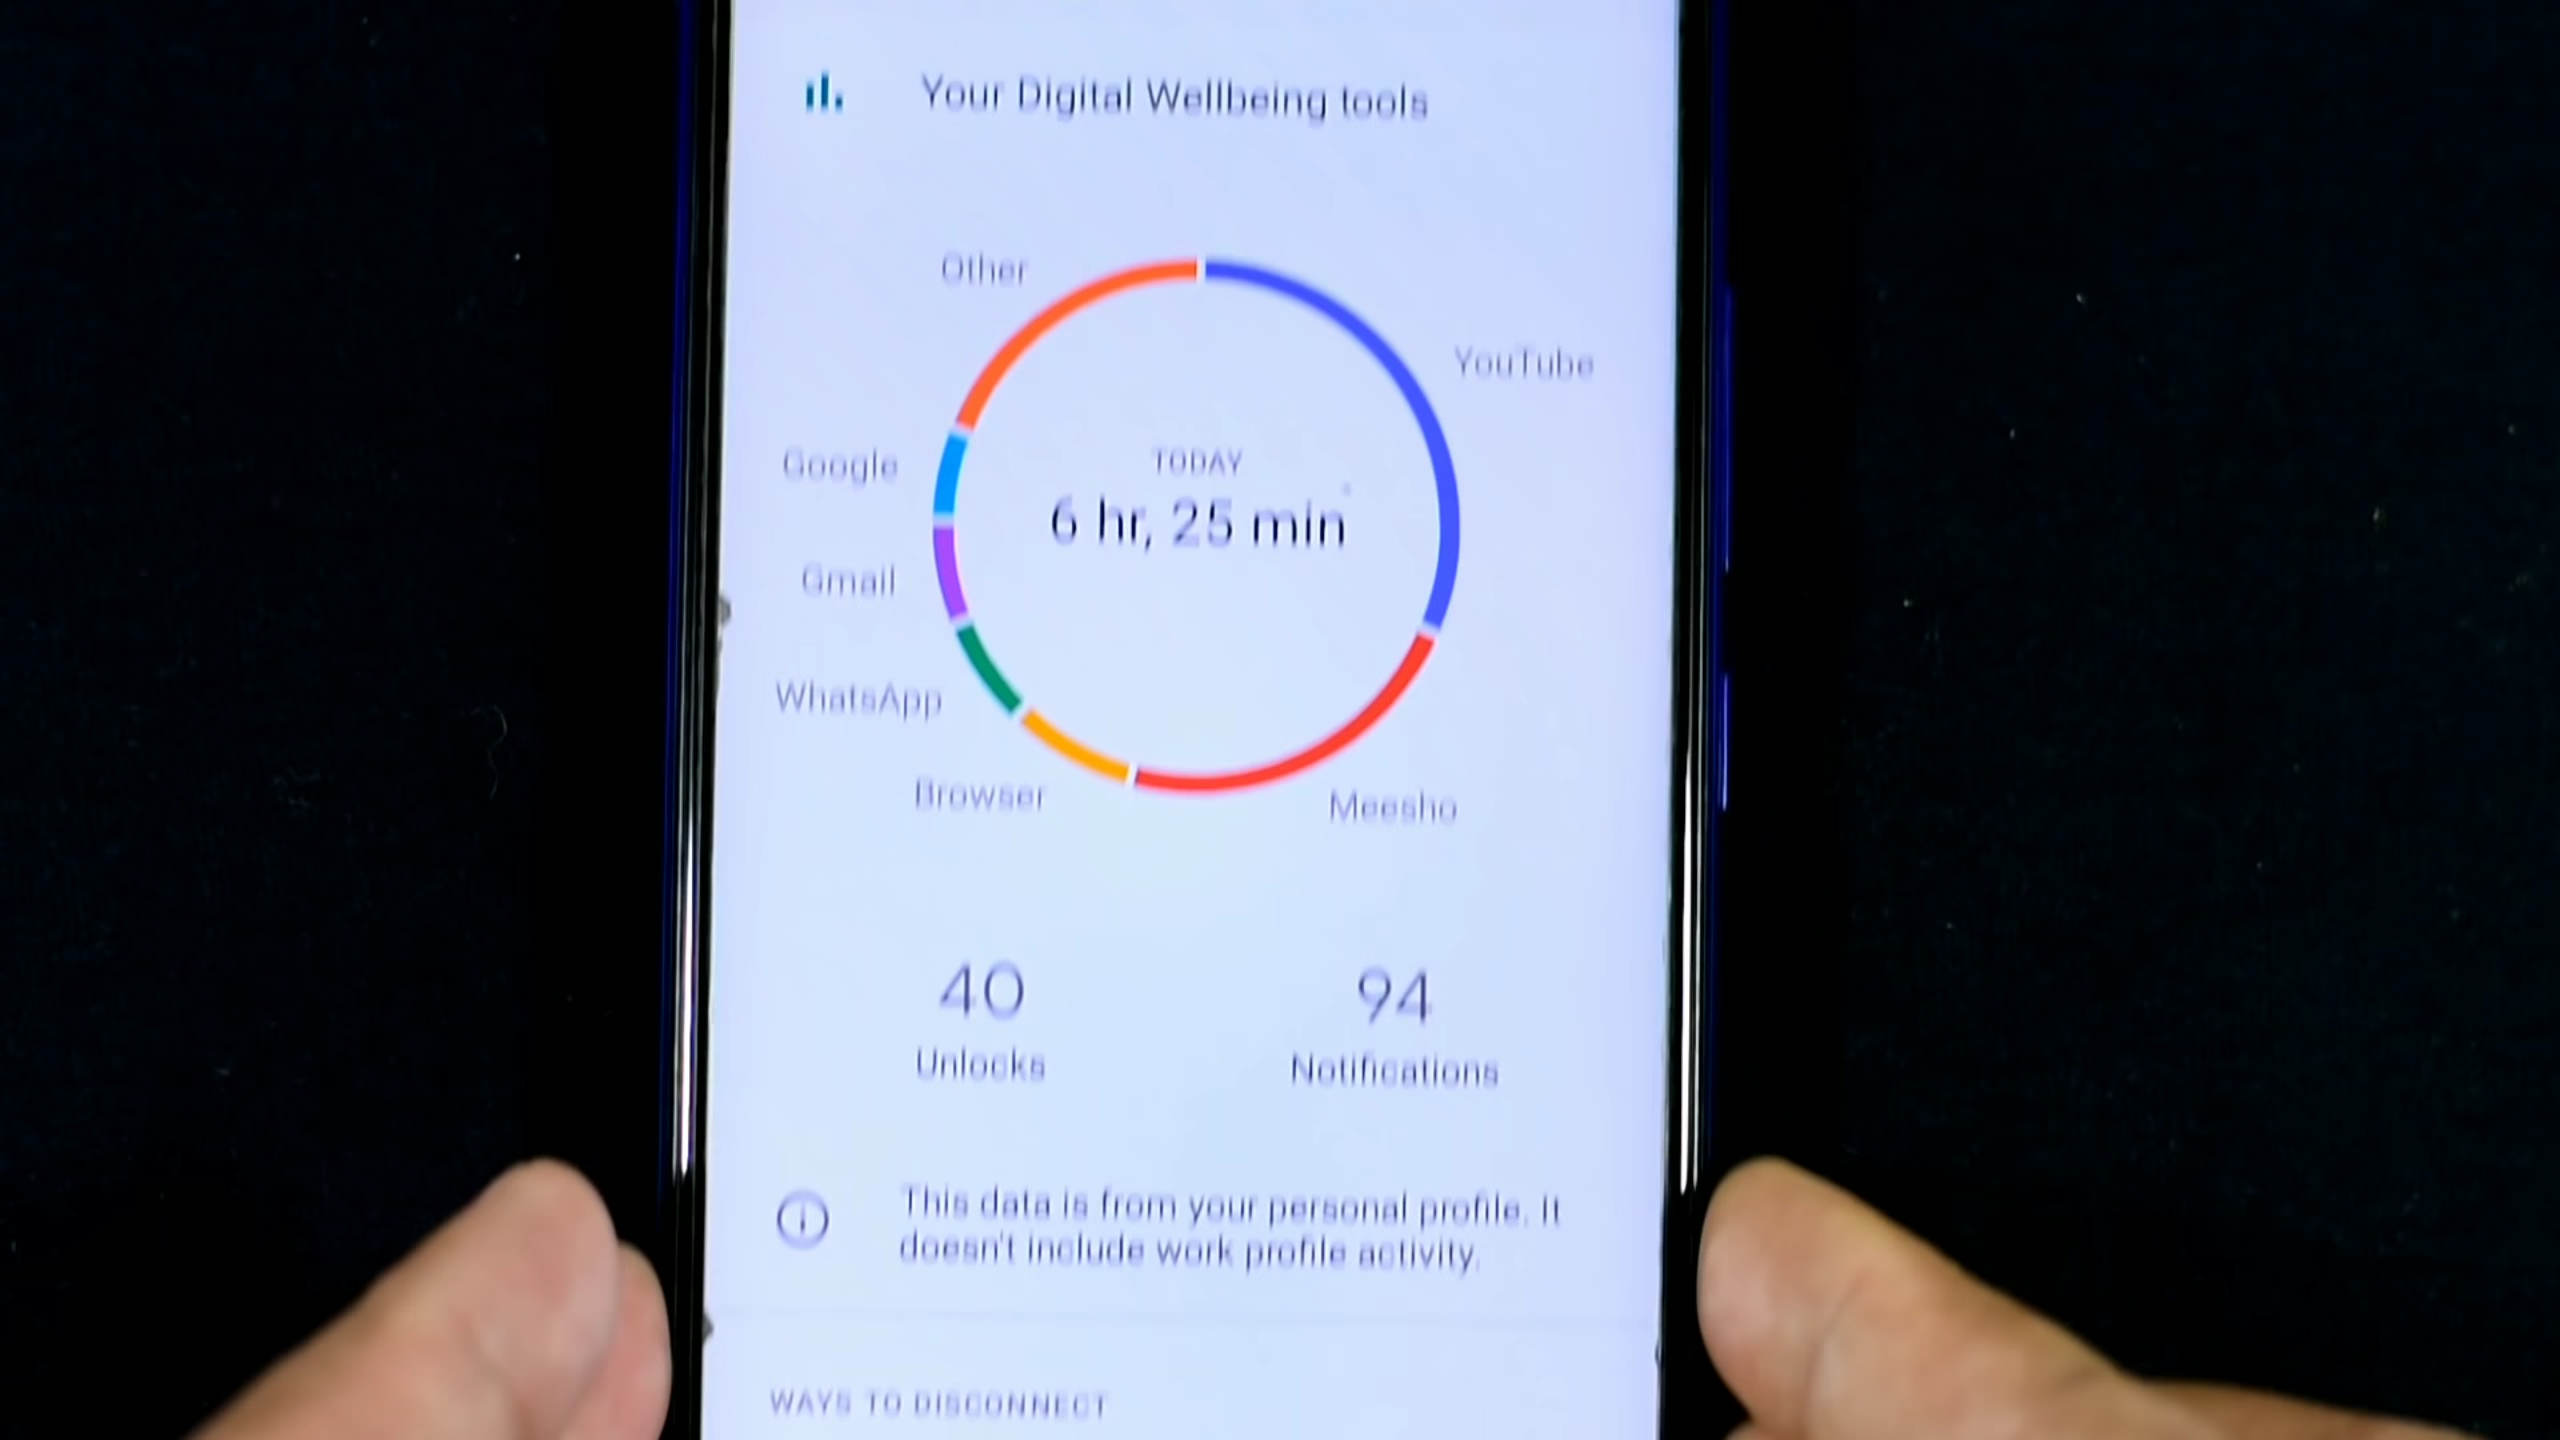 Your Digital Wellbeing tools
Other
YouTube
Google
TODAY
6 hr, 25 min
Gmail
WhatsApp
Browser
Meesho
40
Unlocks
94
Notifications
This data is from your personal profile. It
doesn't include work profile activity.
WAYS TO DISCONNECT